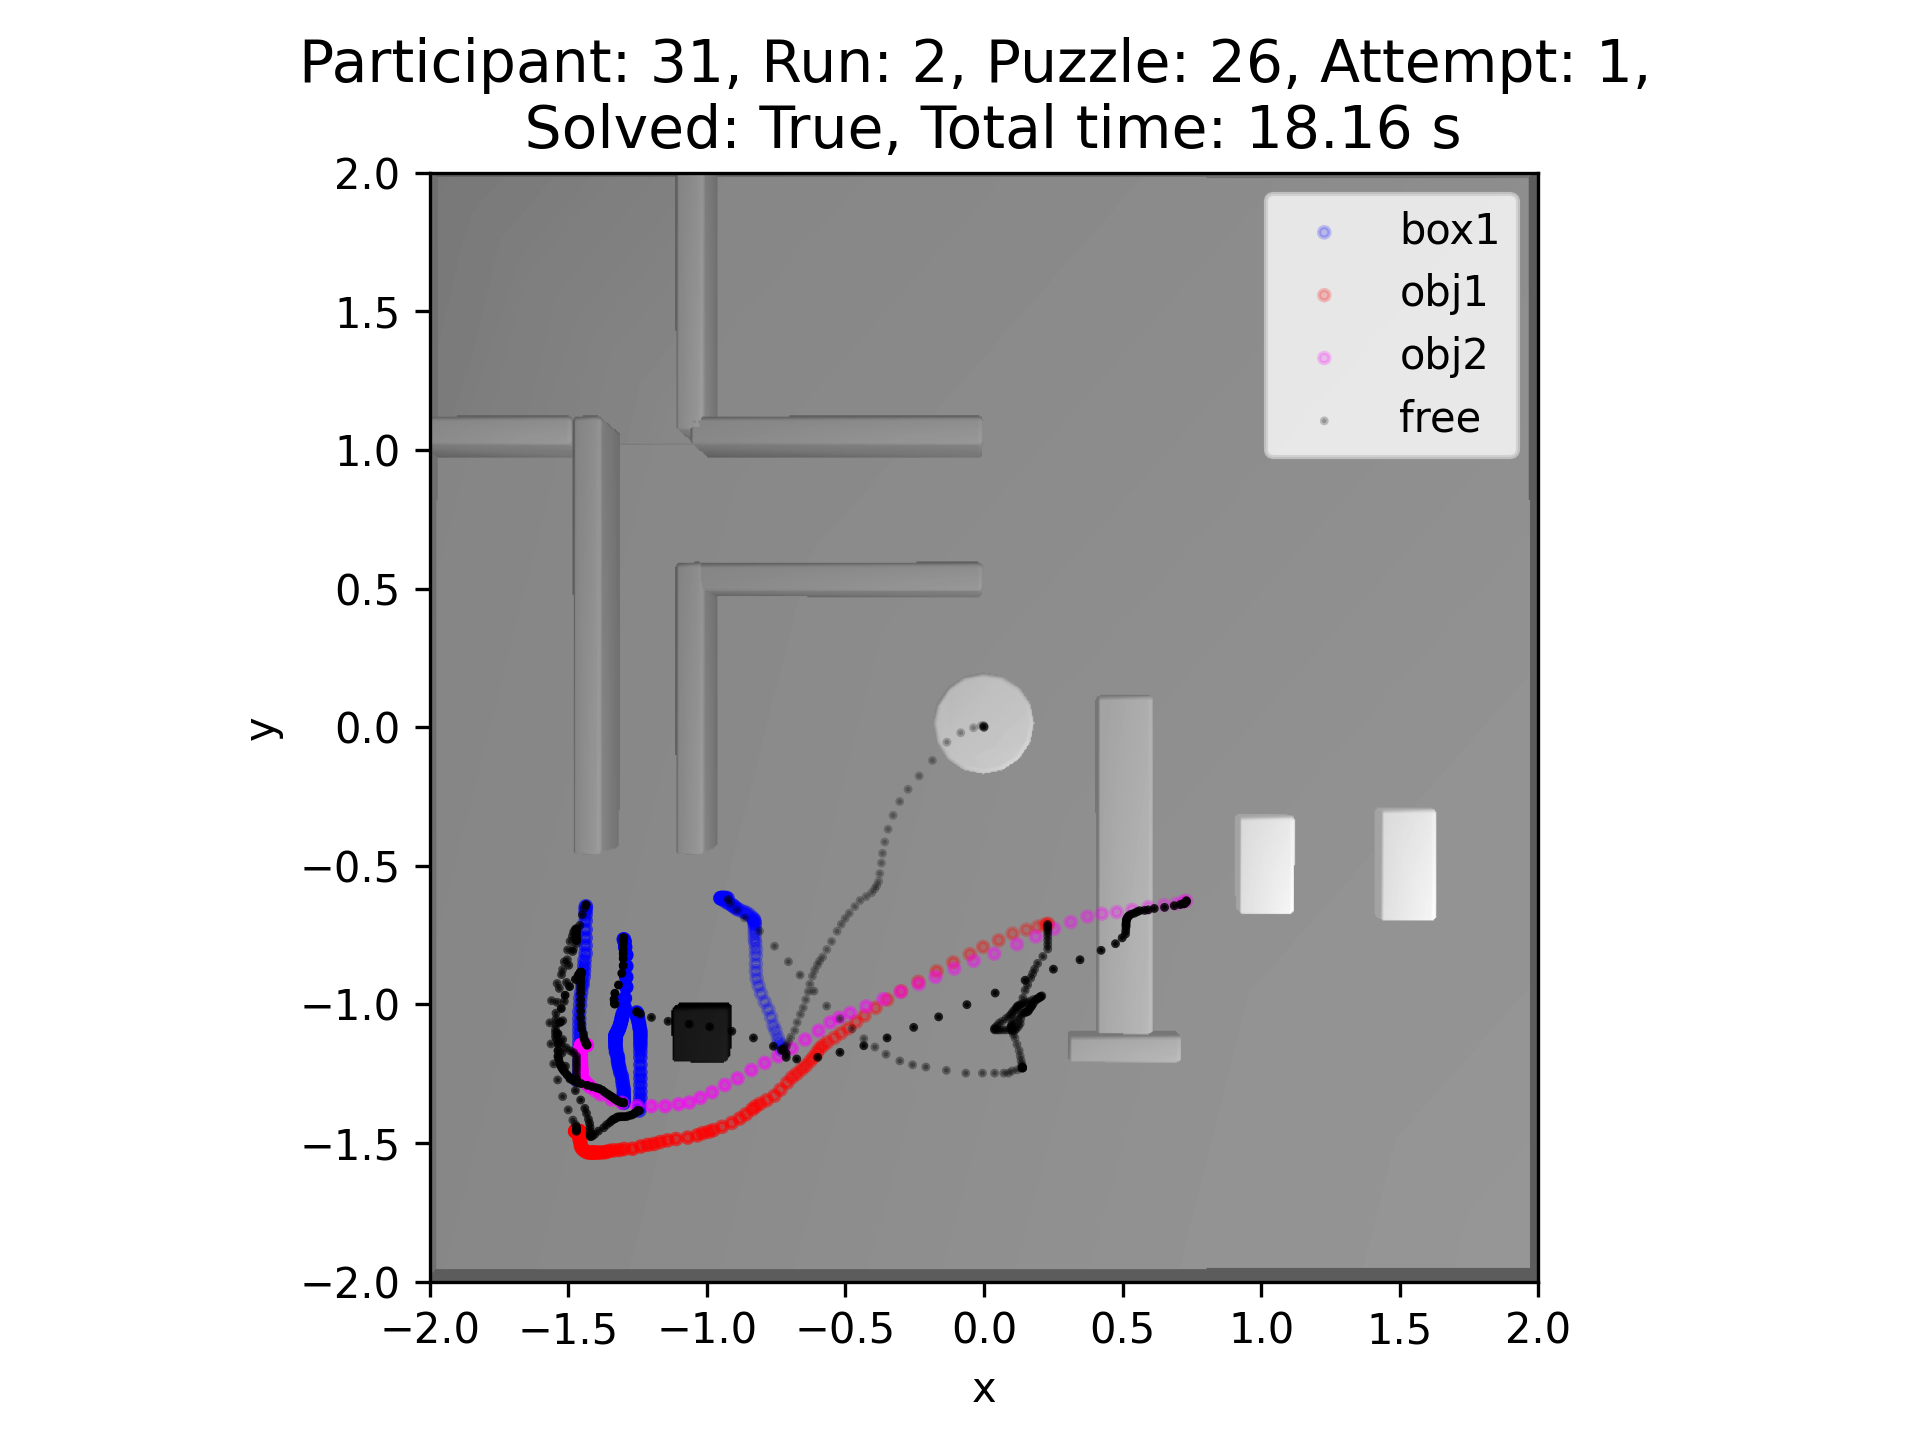 Participant: 31, Run: 2, Puzzle: 26, Attempt: 1,
Solved: True, Total time: 18.16 s
box1
obj1
obj2
free
2.0
1.5
1.0
0.5
0.0
−0.5
−1.0
−1.5
−2.0
y
−2.0 −1.5 −1.0 −0.5 0.0 0.5 1.0 1.5 2.0
x